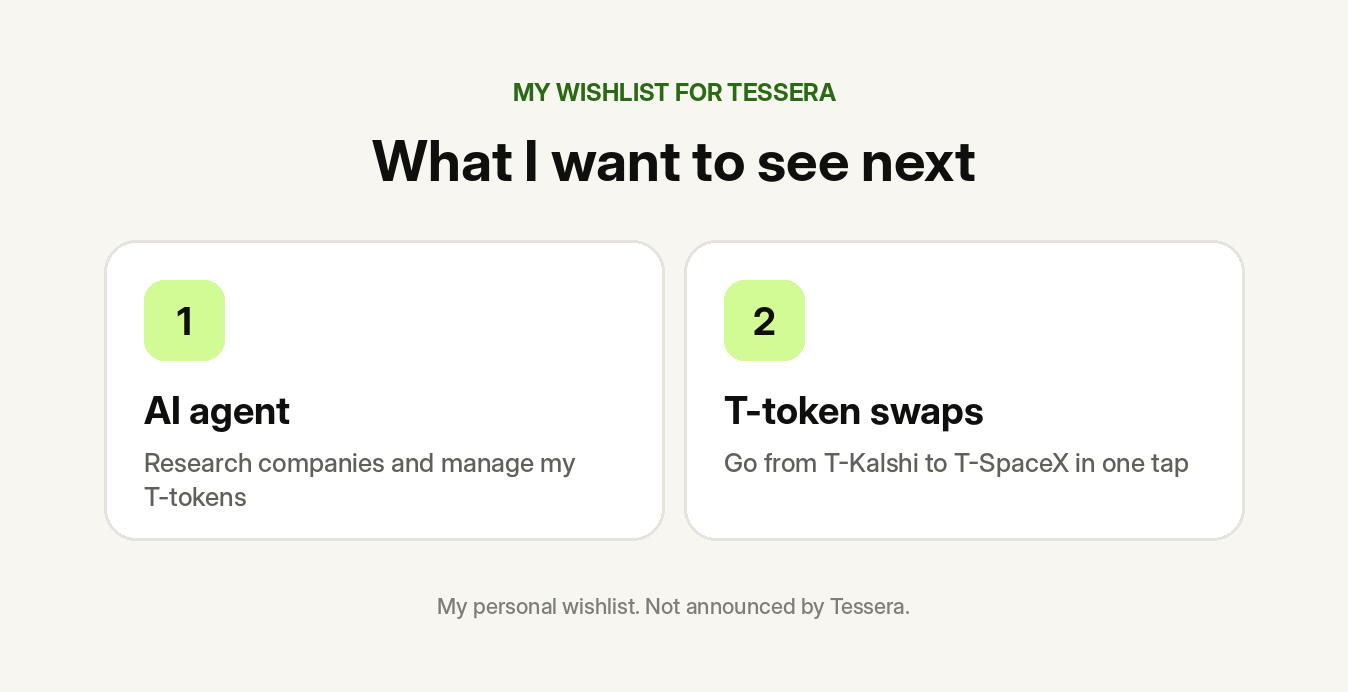 MY WISHLIST FOR TESSERA
What I want to see next
1
AI agent
Research companies and manage my
T-tokens
2
T-token swaps
Go from T-Kalshi to T-SpaceX in one tap
My personal wishlist. Not announced by Tessera.